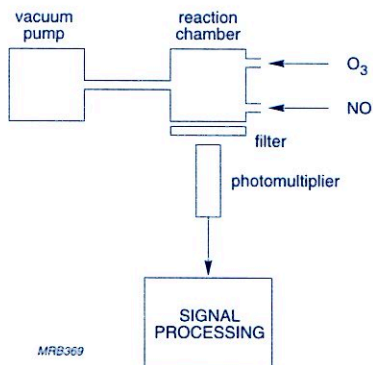 vacuum
pump
reaction
chamber
O₃
NO
filter
photomultiplier
SIGNAL
PROCESSING
MRB369